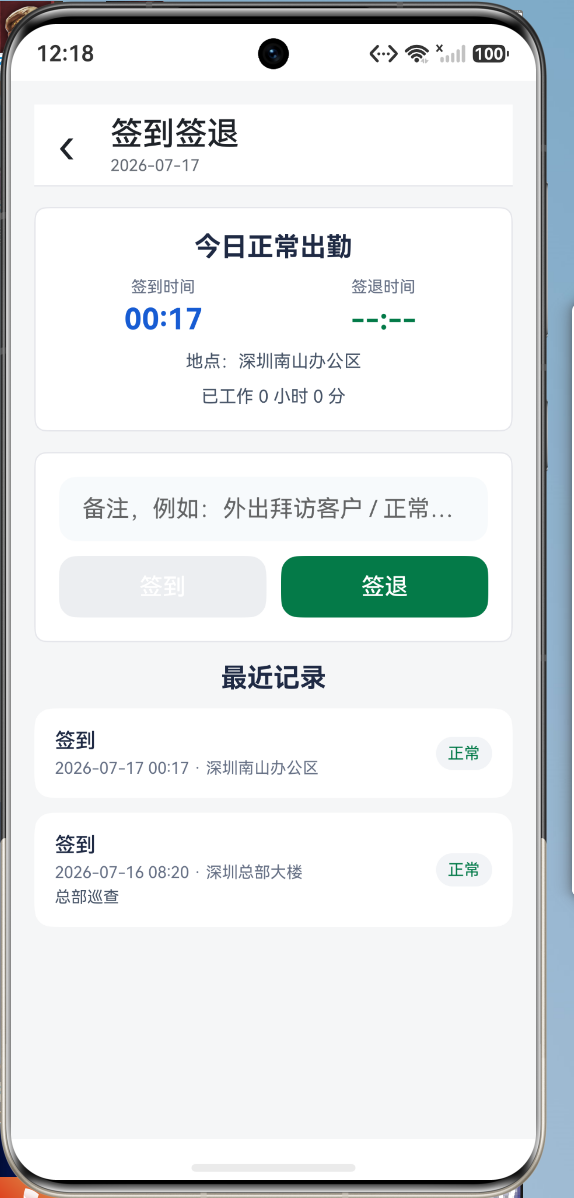 12:18
100
签到签退
2026-07-17
今日正常出勤
签到时间
签退时间
00:17
--:--
地点：深圳南山办公区
已工作 0 小时 0 分
备注，例如：外出拜访客户 / 正常...
签到
签退
最近记录
签到
2026-07-17 00:17 · 深圳南山办公区
正常
签到
2026-07-16 08:20 · 深圳总部大楼
总部巡查
正常